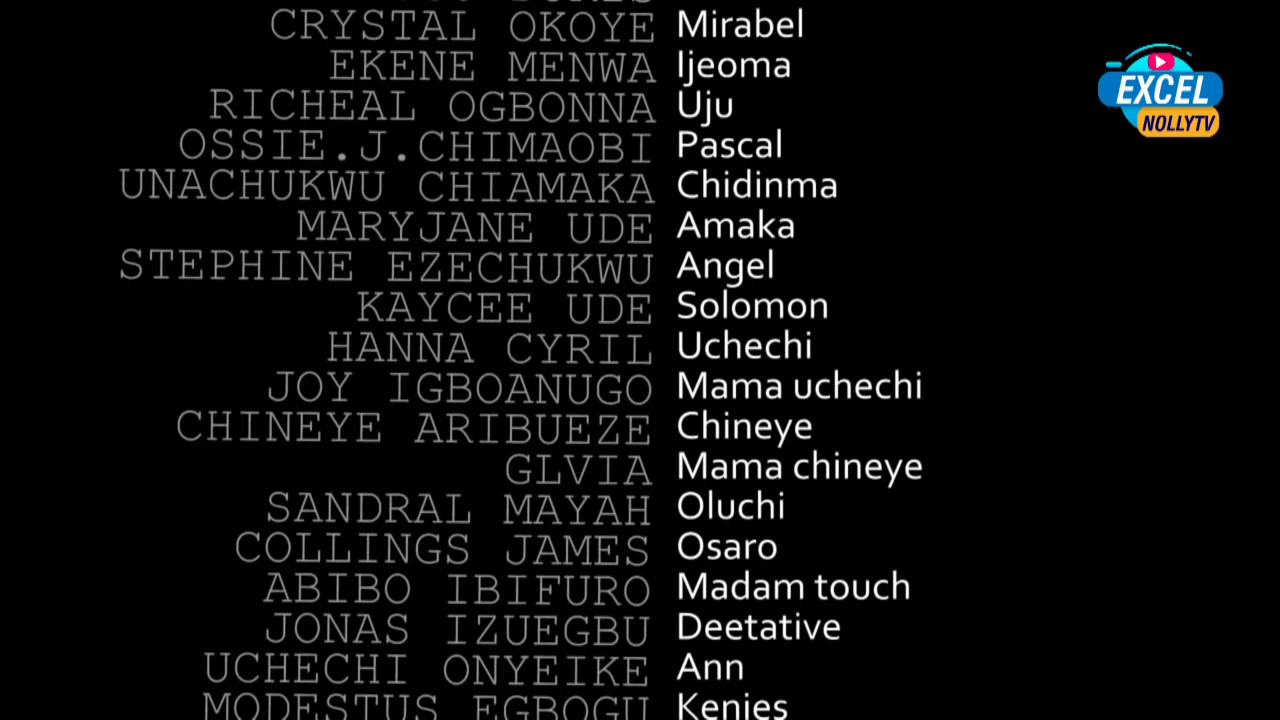 CRYSTAL OKOYE Mirabel
EKENE MENWA Ijeoma
RICHEAL OGBONNA Uju
OSSIE.J.CHIMAOBI Pascal
UNACHUKWU CHIAMAKA Chidinma
MARYJANE UDE Amaka
STEPHINE EZECHUKWU Angel
KAYCEE UDE Solomon
HANNA CYRIL Uchechi
JOY IGBOANUGO Mama uchechi
CHINEYE ARIBUEZE Chineye
GLVIA Mama chineye
SANDRAL MAYAH Oluchi
COLLINGS JAMES Osaro
ABIBO IBIFURO Madam touch
JONAS IZUEGBU Deetative
UCHECHI ONYEIKE Ann
MODESTUS EGBOGU Kenies
EXCEL
NOLLYTV